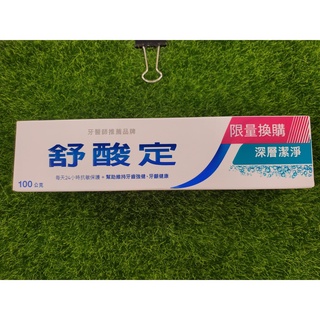 牙醫師推薦品牌
舒酸定
限量換購
深層潔淨
每天24小時抗敏保護+幫助維持牙齦強健、牙齒健康
100公克